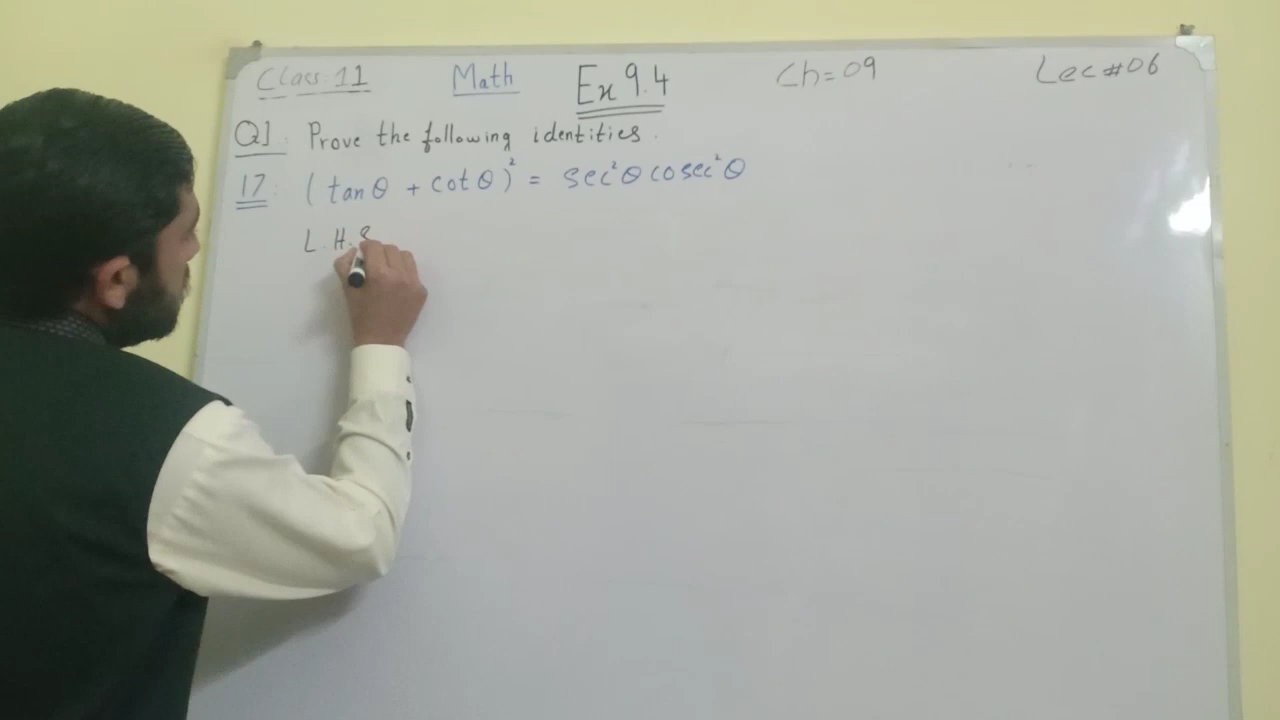 Class: 11 Math Ex 9.4 Ch = 09 Lec # 06
Q1: Prove the following identities.
17: (tanθ + cotθ)² = sec²θ cosec²θ
L.H.S